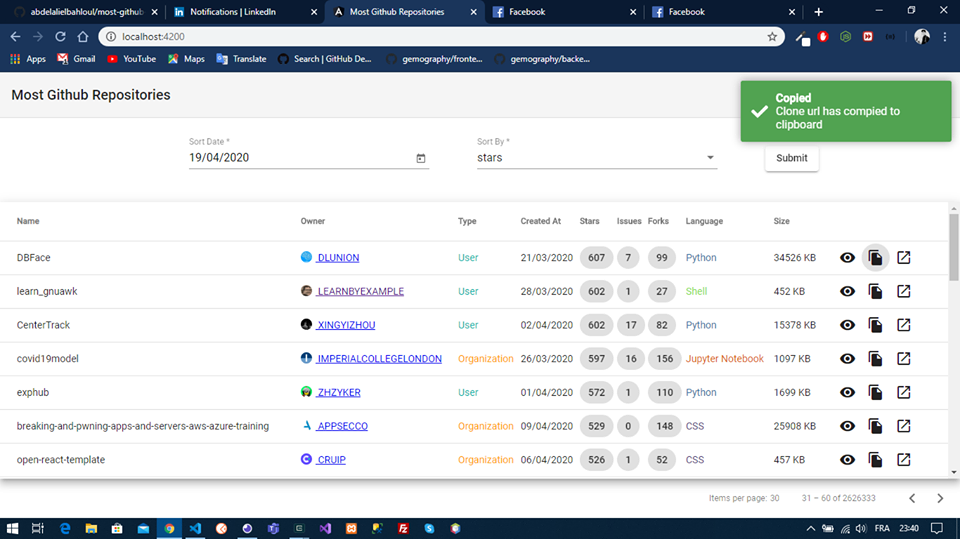 abdelalielbahloul/most-github
Notifications | LinkedIn
Most Github Repositories
Facebook
Facebook
localhost:4200
Apps Gmail YouTube Maps Translate Search | GitHub De... gemography/fronte... gemography/backe...
Most Github Repositories
Copied
Clone url has compied to
clipboard
Sort Date *
19/04/2020
Sort By *
stars
Submit
Name Owner Type Created At Stars Issues Forks Language Size
DBFace DLUNION User 21/03/2020 607 7 99 Python 34526 KB
learn_gnuawk LEARNBYEXAMPLE User 28/03/2020 602 1 27 Shell 452 KB
CenterTrack XINGYIZHOU User 02/04/2020 602 17 82 Python 15378 KB
covid19model IMPERIALCOLLEGELONDON Organization 26/03/2020 597 16 156 Jupyter Notebook 1097 KB
exphub ZHZYKER User 01/04/2020 572 1 110 Python 1699 KB
breaking-and-pwning-apps-and-servers-aws-azure-training APPSECCO Organization 09/04/2020 529 0 148 CSS 25908 KB
open-react-template CRUIP Organization 06/04/2020 526 1 52 CSS 457 KB
Items per page: 30 31 – 60 of 2626333
FRA 23:40